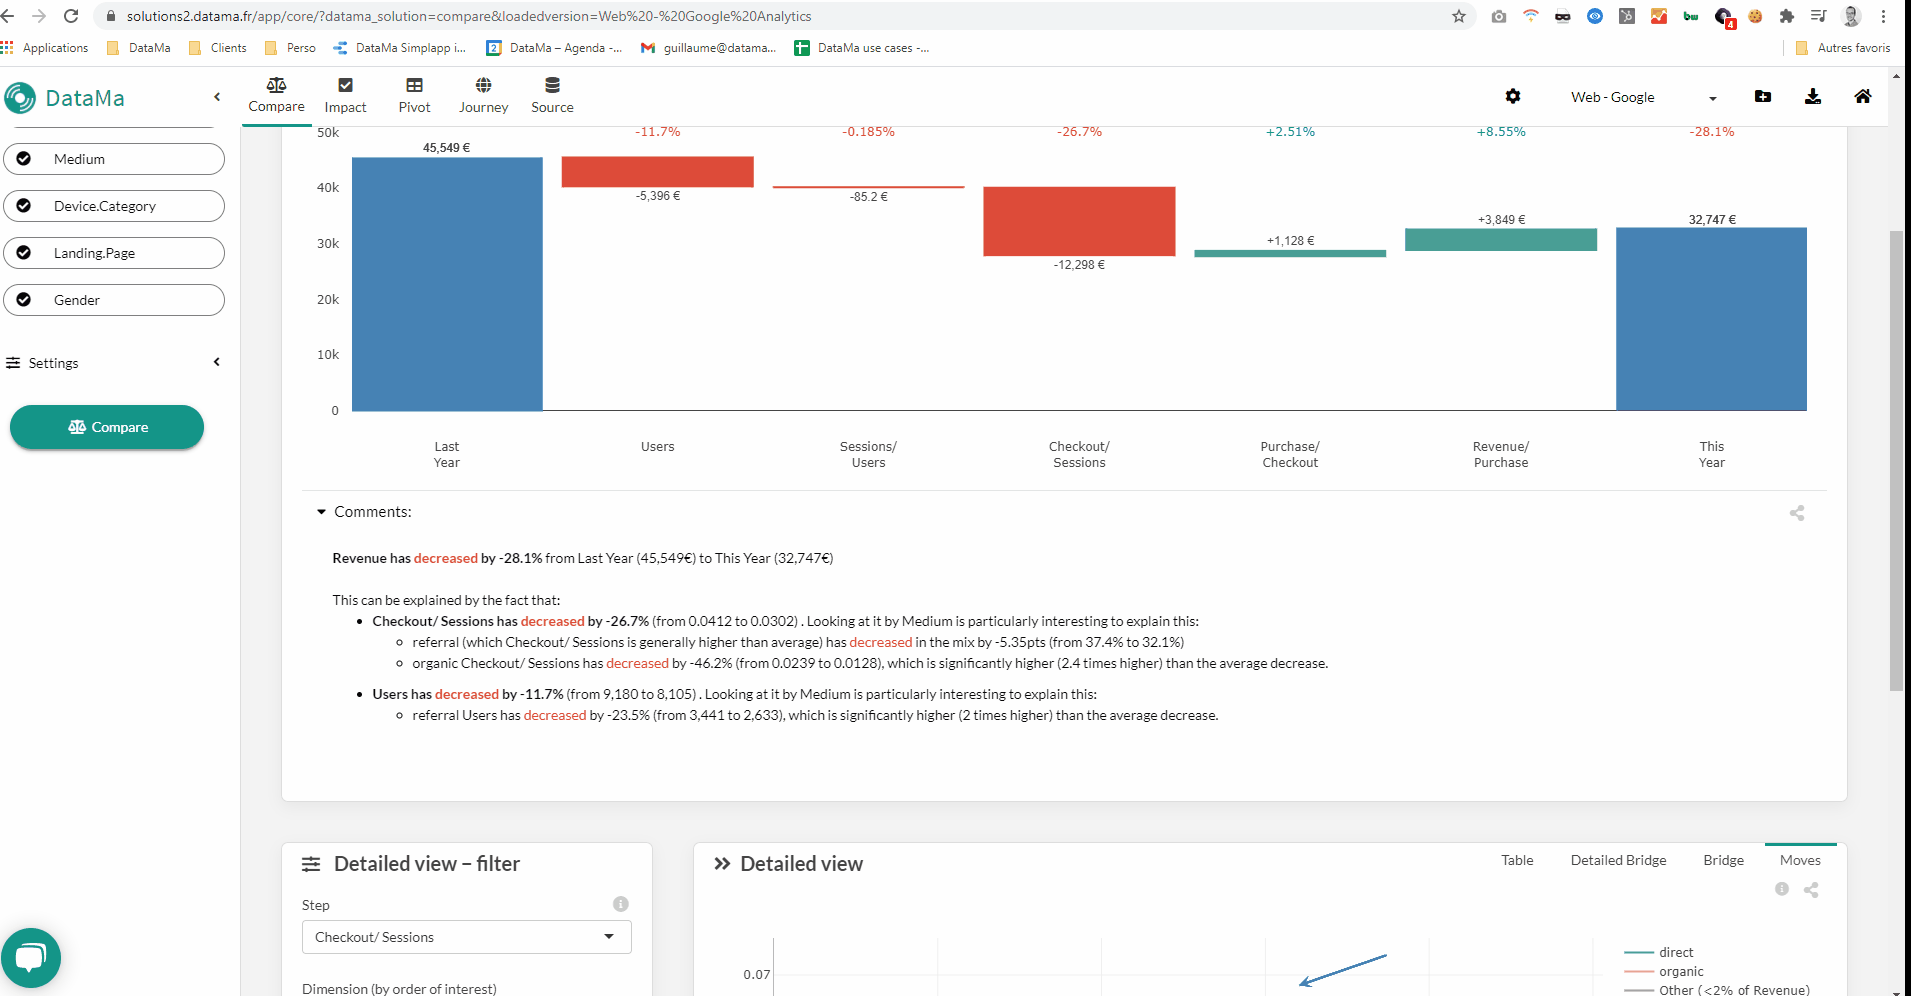 solutions2.datama.fr/app/core/?datama_solution=compare&loadedversion=Web%20-%20Google%20Analytics
4
Applications DataMa Clients Perso DataMa Simplapp i... 2 DataMa – Agenda -... guillaume@datama... DataMa use cases -... Autres favoris
DataMa
Compare Impact Pivot Journey Source Web - Google
Medium
Device.Category
Landing.Page
Gender
Settings
Compare
50k -11.7% -0.185% -26.7% +2.51% +8.55% -28.1%
45,549 €
40k -5,396 € -85.2 €
+3,849 € 32,747 €
30k +1,128 €
-12,298 €
20k
10k
0
Last Year
Users
Sessions/ Users
Checkout/ Sessions
Purchase/ Checkout
Revenue/ Purchase
This Year
Comments:
Revenue has decreased by -28.1% from Last Year (45,549€) to This Year (32,747€)
This can be explained by the fact that:
Checkout/ Sessions has decreased by -26.7% (from 0.0412 to 0.0302) . Looking at it by Medium is particularly interesting to explain this:
referral (which Checkout/ Sessions is generally higher than average) has decreased in the mix by -5.35pts (from 37.4% to 32.1%)
organic Checkout/ Sessions has decreased by -46.2% (from 0.0239 to 0.0128), which is significantly higher (2.4 times higher) than the average decrease.
Users has decreased by -11.7% (from 9,180 to 8,105) . Looking at it by Medium is particularly interesting to explain this:
referral Users has decreased by -23.5% (from 3,441 to 2,633), which is significantly higher (2 times higher) than the average decrease.
Detailed view – filter
Step
Checkout/ Sessions
Dimension (by order of interest)
Detailed view
Table Detailed Bridge Bridge Moves
0.07
direct
organic
Other (<2% of Revenue)